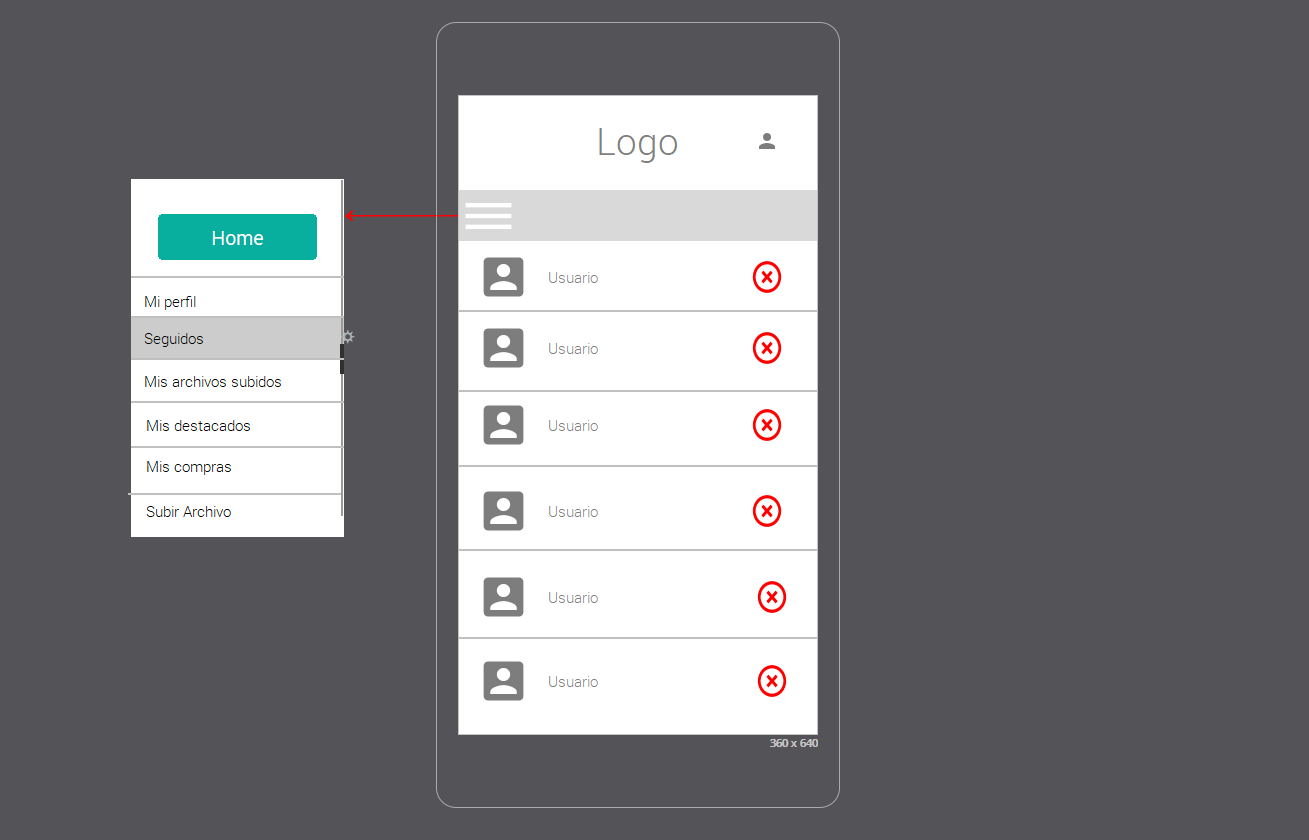 Logo
Home
Mi perfil
Seguidos
Mis archivos subidos
Mis destacados
Mis compras
Subir Archivo
Usuario
Usuario
Usuario
Usuario
Usuario
Usuario
360 x 640